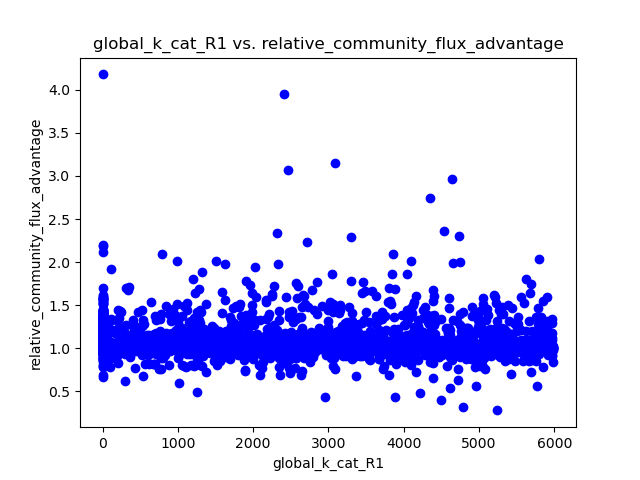 global_k_cat_R1 vs. relative_community_flux_advantage
relative_community_flux_advantage
4.0
3.5
3.0
2.5
2.0
1.5
1.0
0.5
0 1000 2000 3000 4000 5000 6000
global_k_cat_R1